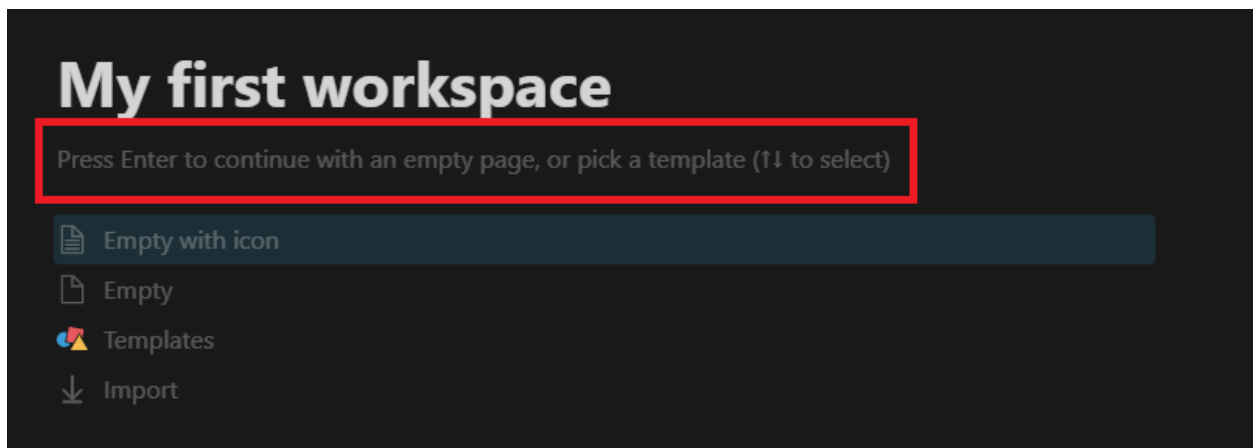 My first workspace
Press Enter to continue with an empty page, or pick a template (↑↓ to select)
Empty with icon
Empty
Templates
Import